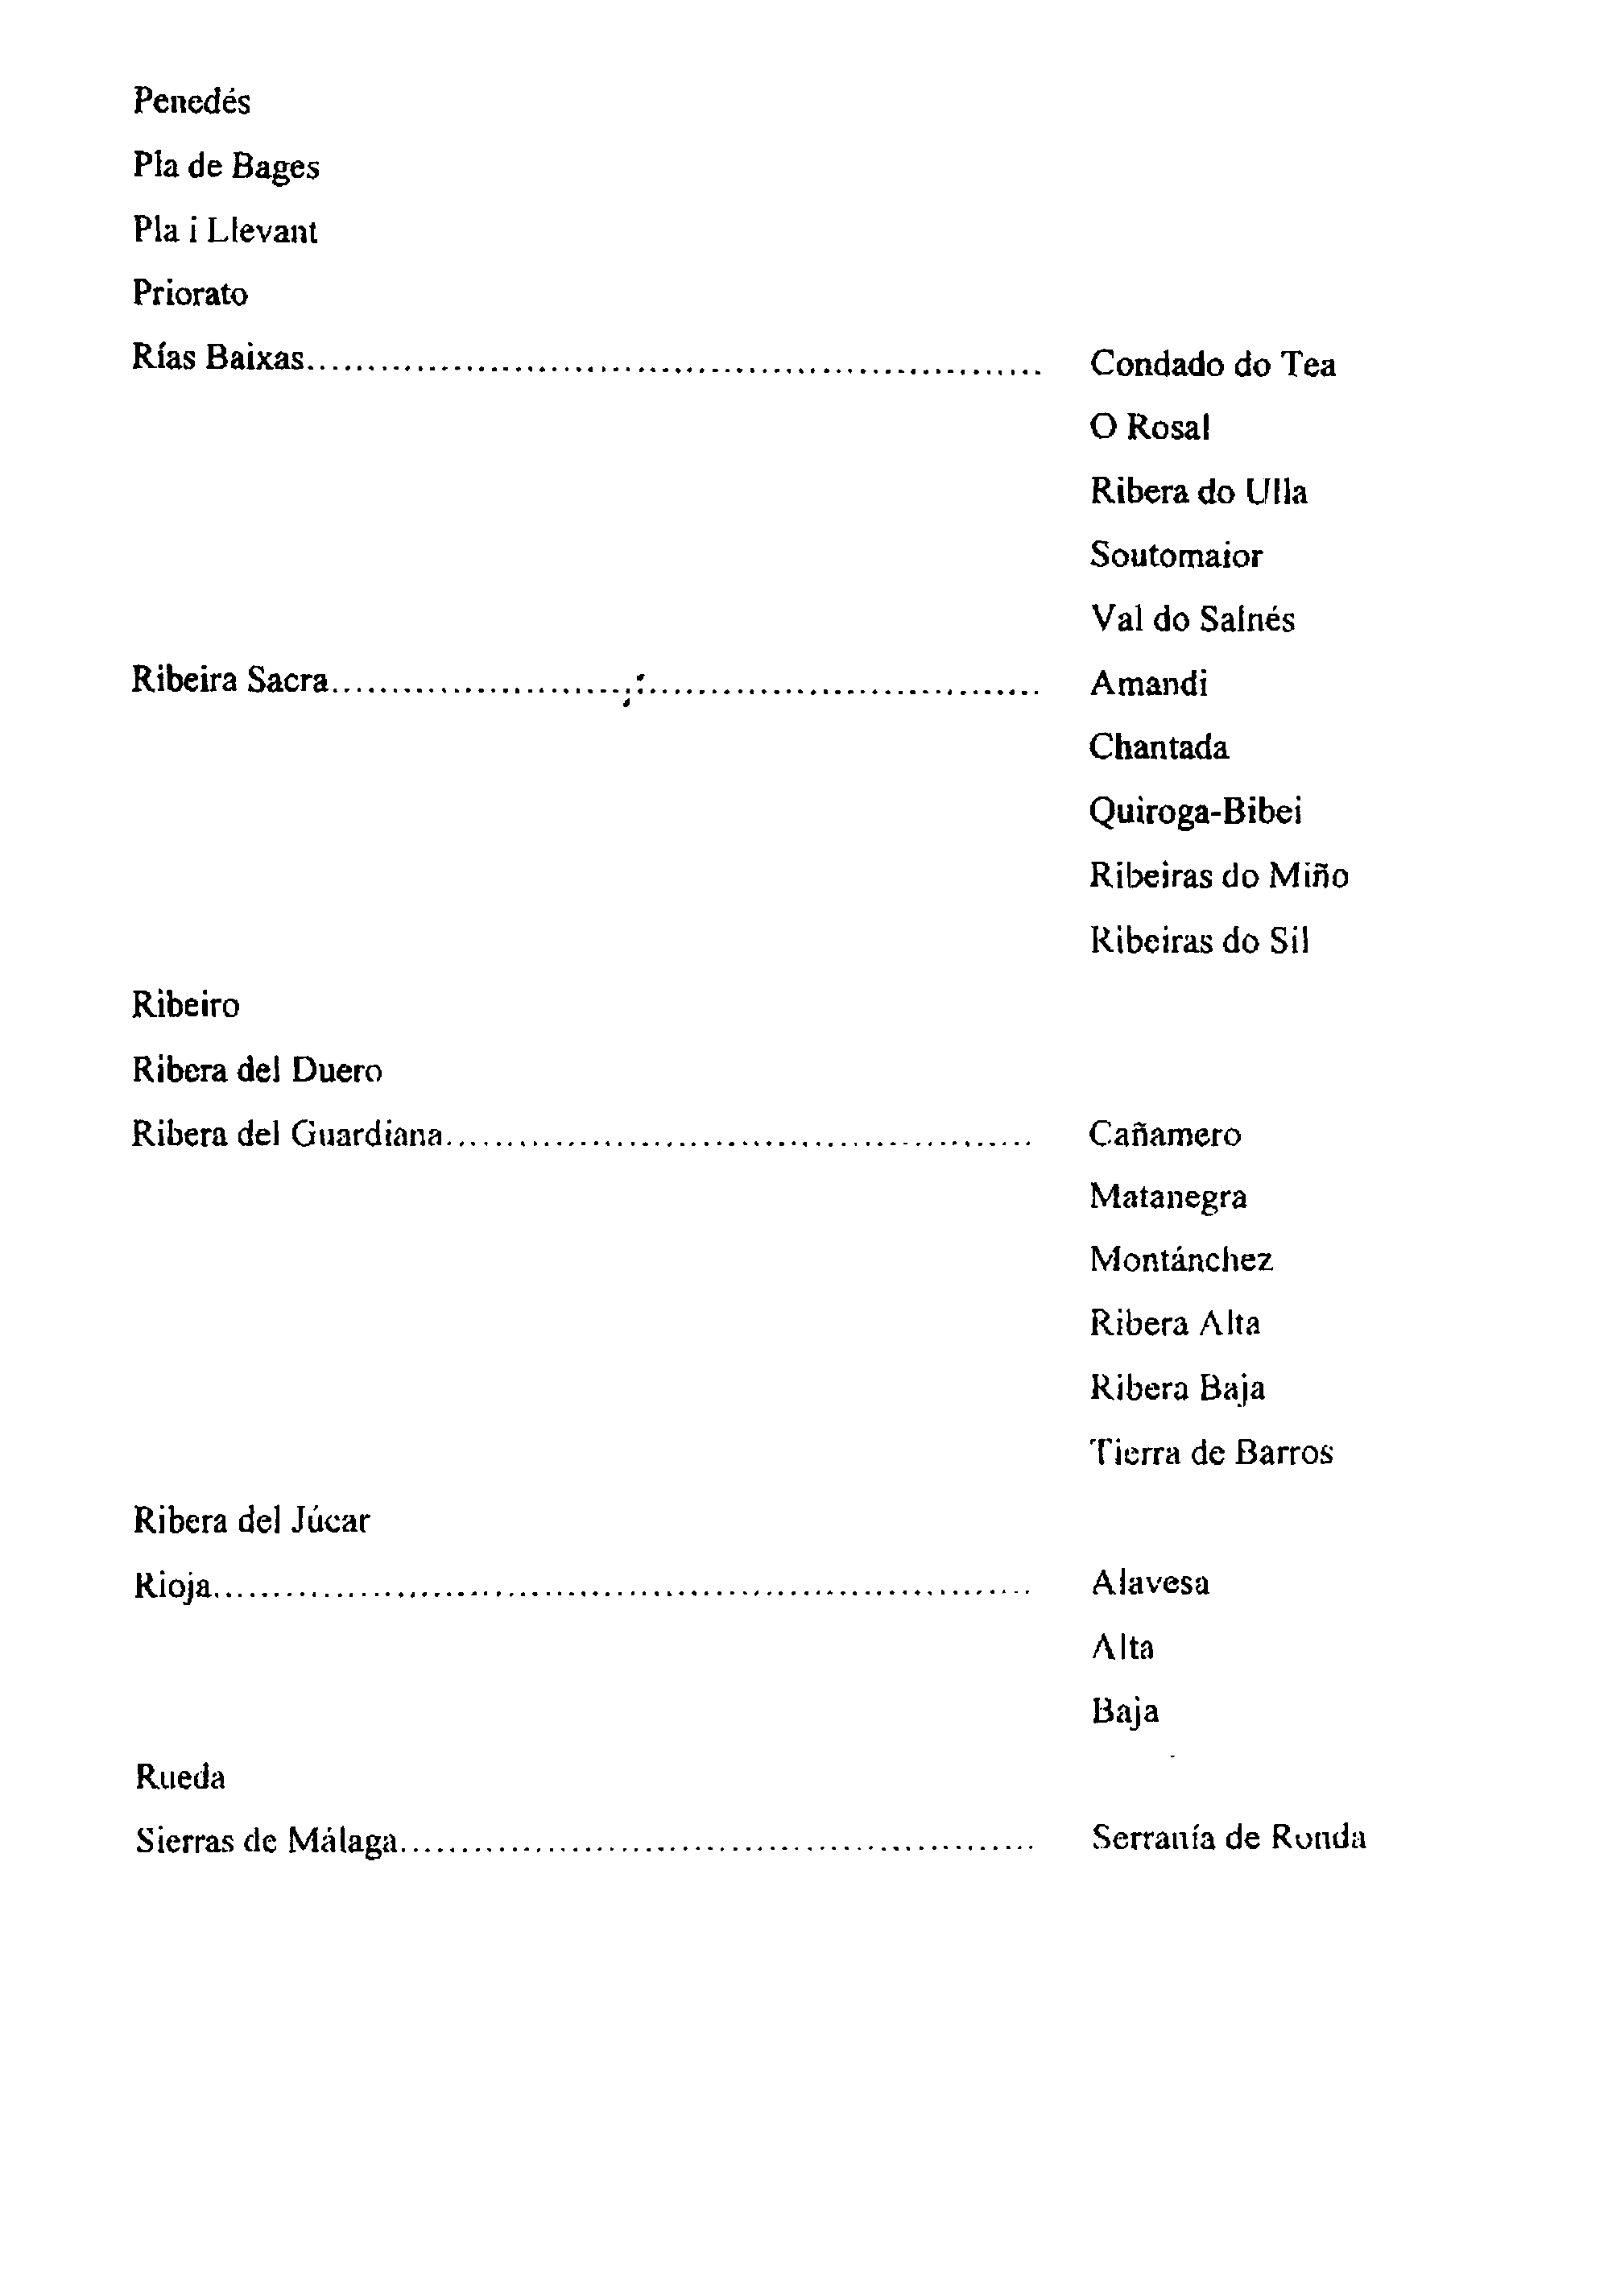 Penedés
Pla de Bages
Pla i Llevant
Priorato
Rías Baixas............................................................ Condado do Tea
O Rosal
Ribera do Ulla
Soutomaior
Val do Salnés
Ribeira Sacra.......................................................... Amandi
Chantada
Quiroga-Bibei
Ribeiras do Miño
Ribeiras do Sil
Ribeiro
Ribera del Duero
Ribera del Guardiana................................................ Cañamero
Matanegra
Montánchez
Ribera Alta
Ribera Baja
Tierra de Barros
Ribera del Júcar
Rioja................................................................... Alavesa
Alta
Baja
Rueda
Sierras de Málaga.................................................... Serranía de Ronda